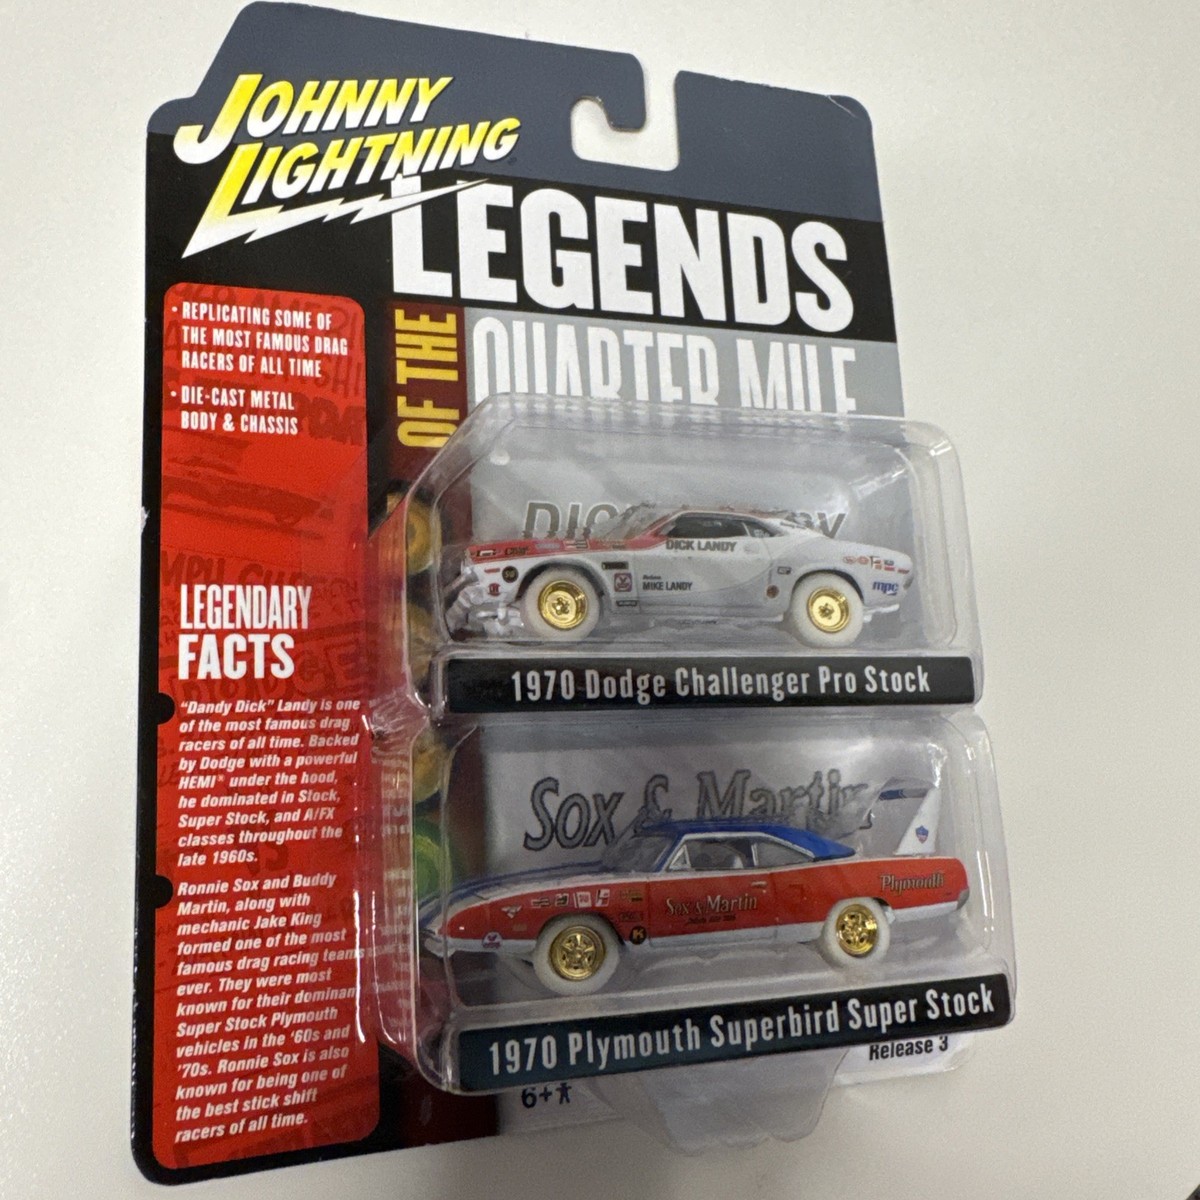 JOHNNY
LIGHTNING
LEGENDS
OF THE
QUARTER MILE
• REPLICATING SOME OF
THE MOST FAMOUS DRAG
RACERS OF ALL TIME
• DIE-CAST METAL
BODY & CHASSIS
LEGENDARY
FACTS
"Dandy Dick" Landy is one
of the most famous drag
racers of all time. Backed
by Dodge with a powerful
HEMI® under the hood,
he dominated in Stock,
Super Stock, and A/FX
classes throughout the
late 1960s.
Ronnie Sox and Buddy
Martin, along with
mechanic Jake King
formed one of the most
famous drag racing teams
ever. They were most
known for their dominant
Super Stock Plymouth
vehicles in the '60s and
'70s. Ronnie Sox is also
known for being one of
the best stick shift
racers of all time.
DICK LANDY
MIKE LANDY
mpc
1970 Dodge Challenger Pro Stock
Sox & Martin
Sox & Martin
Plymouth
K
1970 Plymouth Superbird Super Stock
Release 3
6+